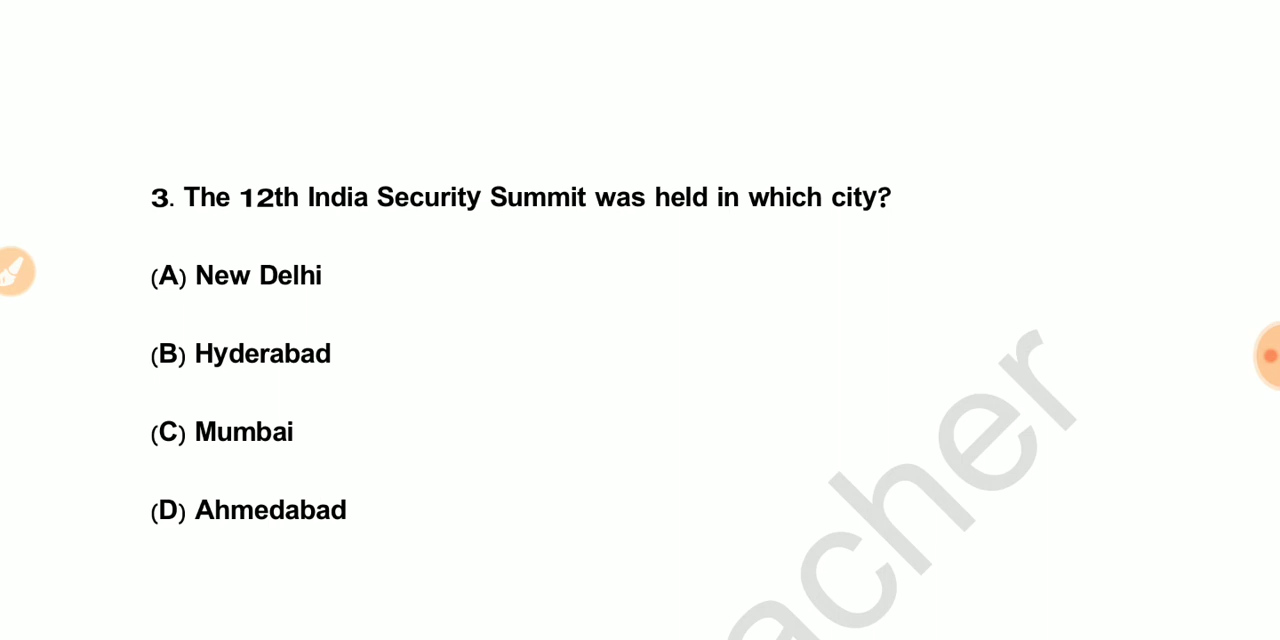 3. The 12th India Security Summit was held in which city?
(A) New Delhi
(B) Hyderabad
(C) Mumbai
(D) Ahmedabad
acher